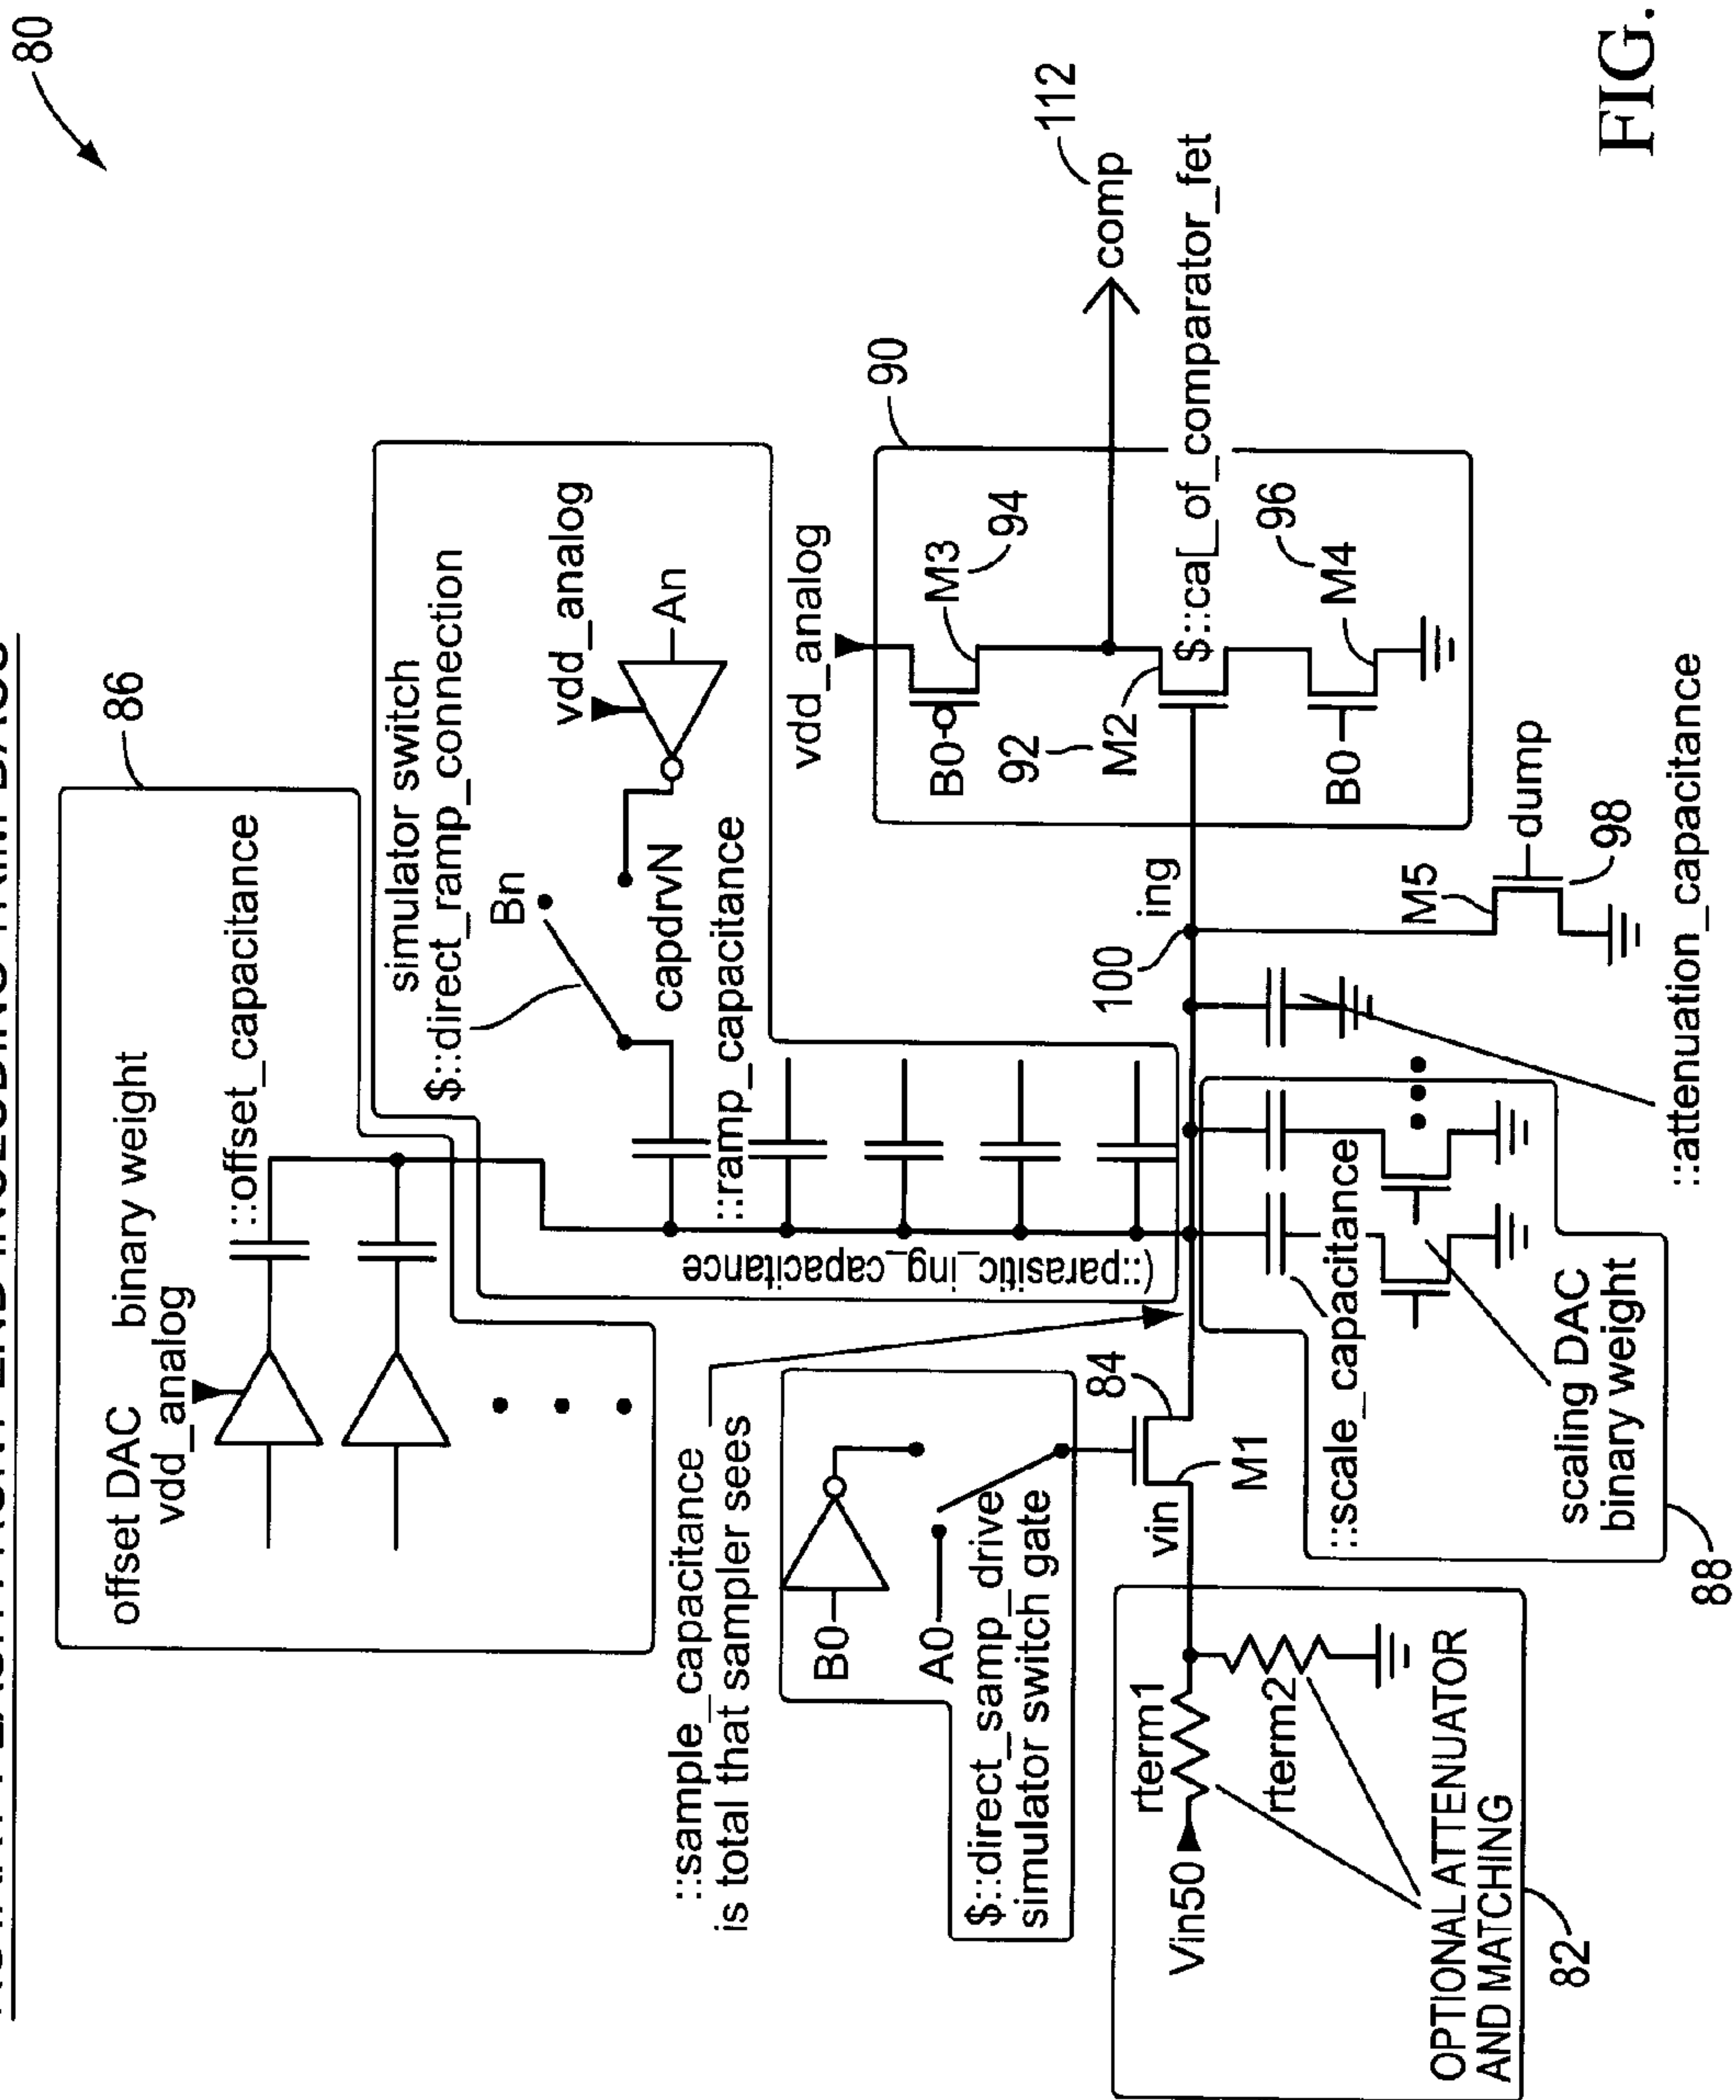 80
86
offset DAC
binary weight
vdd_analog
::offset_capacitance
simulator switch
$::direct_ramp_connection
Bn
vdd_analog
An
capdrvN
::ramp_capacitance
(::parasitic_ing_capacitance
::sample_capacitance
is total that sampler sees
B0
A0
$::direct_samp_drive
simulator switch gate
84
M1
vin
Vin50
rterm1
rterm2
OPTIONAL ATTENUATOR
AND MATCHING
82
::scale_capacitance
scaling DAC
binary weight
88
100
ing
M5
dump
98
::attenuation_capacitance
90
vdd_analog
B0
M3
94
92
M2
$::ca[_of_comparator_fet
B0
M4
96
comp
112
FIG.